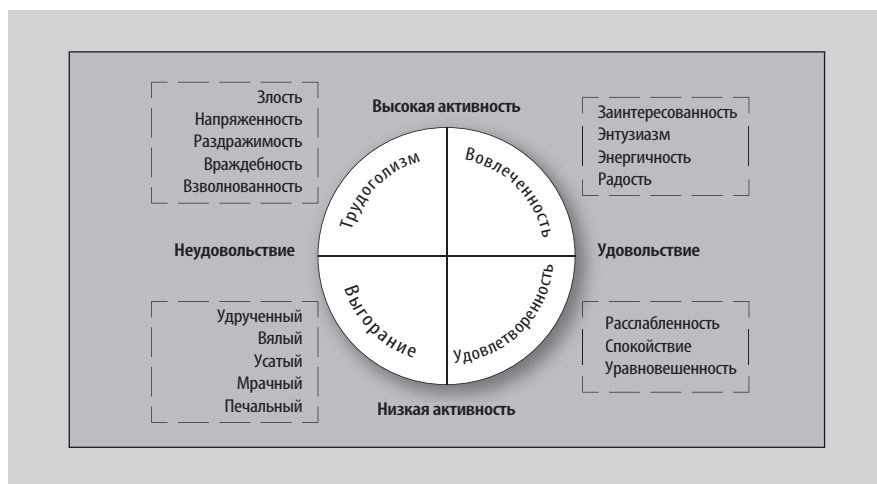 Злость
Напряженность
Раздражимость
Враждебность
Взволнованность
Высокая активность
Заинтересованность
Энтузиазм
Энергичность
Радость
Трудоголизм
Вовлеченность
Неудовольствие
Удовольствие
Выгорание
Удовлетворенность
Удрученный
Вялый
Усатый
Мрачный
Печальный
Расслабленность
Спокойствие
Уравновешенность
Низкая активность